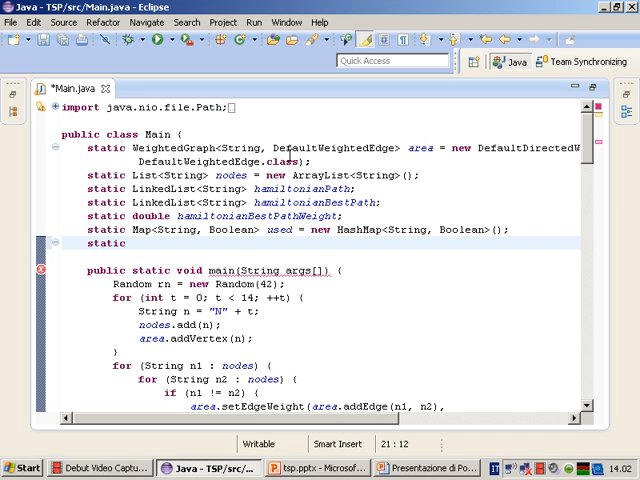 Java - TSP/src/Main.java - Eclipse
File Edit Source Refactor Navigate Search Project Run Window Help
Quick Access
Java
Team Synchronizing
*Main.java
import java.nio.file.Path;
public class Main {
static WeightedGraph<String, DefaultWeightedEdge> area = new DefaultDirectedW
DefaultWeightedEdge.class);
static List<String> nodes = new ArrayList<String>();
static LinkedList<String> hamiltonianPath;
static LinkedList<String> hamiltonianBestPath;
static double hamiltonianBestPathWeight;
static Map<String, Boolean> used = new HashMap<String, Boolean>();
static
public static void main(String args[]) {
Random rn = new Random(42);
for (int t = 0; t < 14; ++t) {
String n = "N" + t;
nodes.add(n);
area.addVertex(n);
}
for (String n1 : nodes) {
for (String n2 : nodes) {
if (n1 != n2) {
area.setEdgeWeight(area.addEdge(n1, n2),
Writable
Smart Insert
21 : 12
Start
Debut Video Captu...
Java - TSP/src/...
tsp.pptx - Microsof...
Presentazione di Po...
IT
14.02